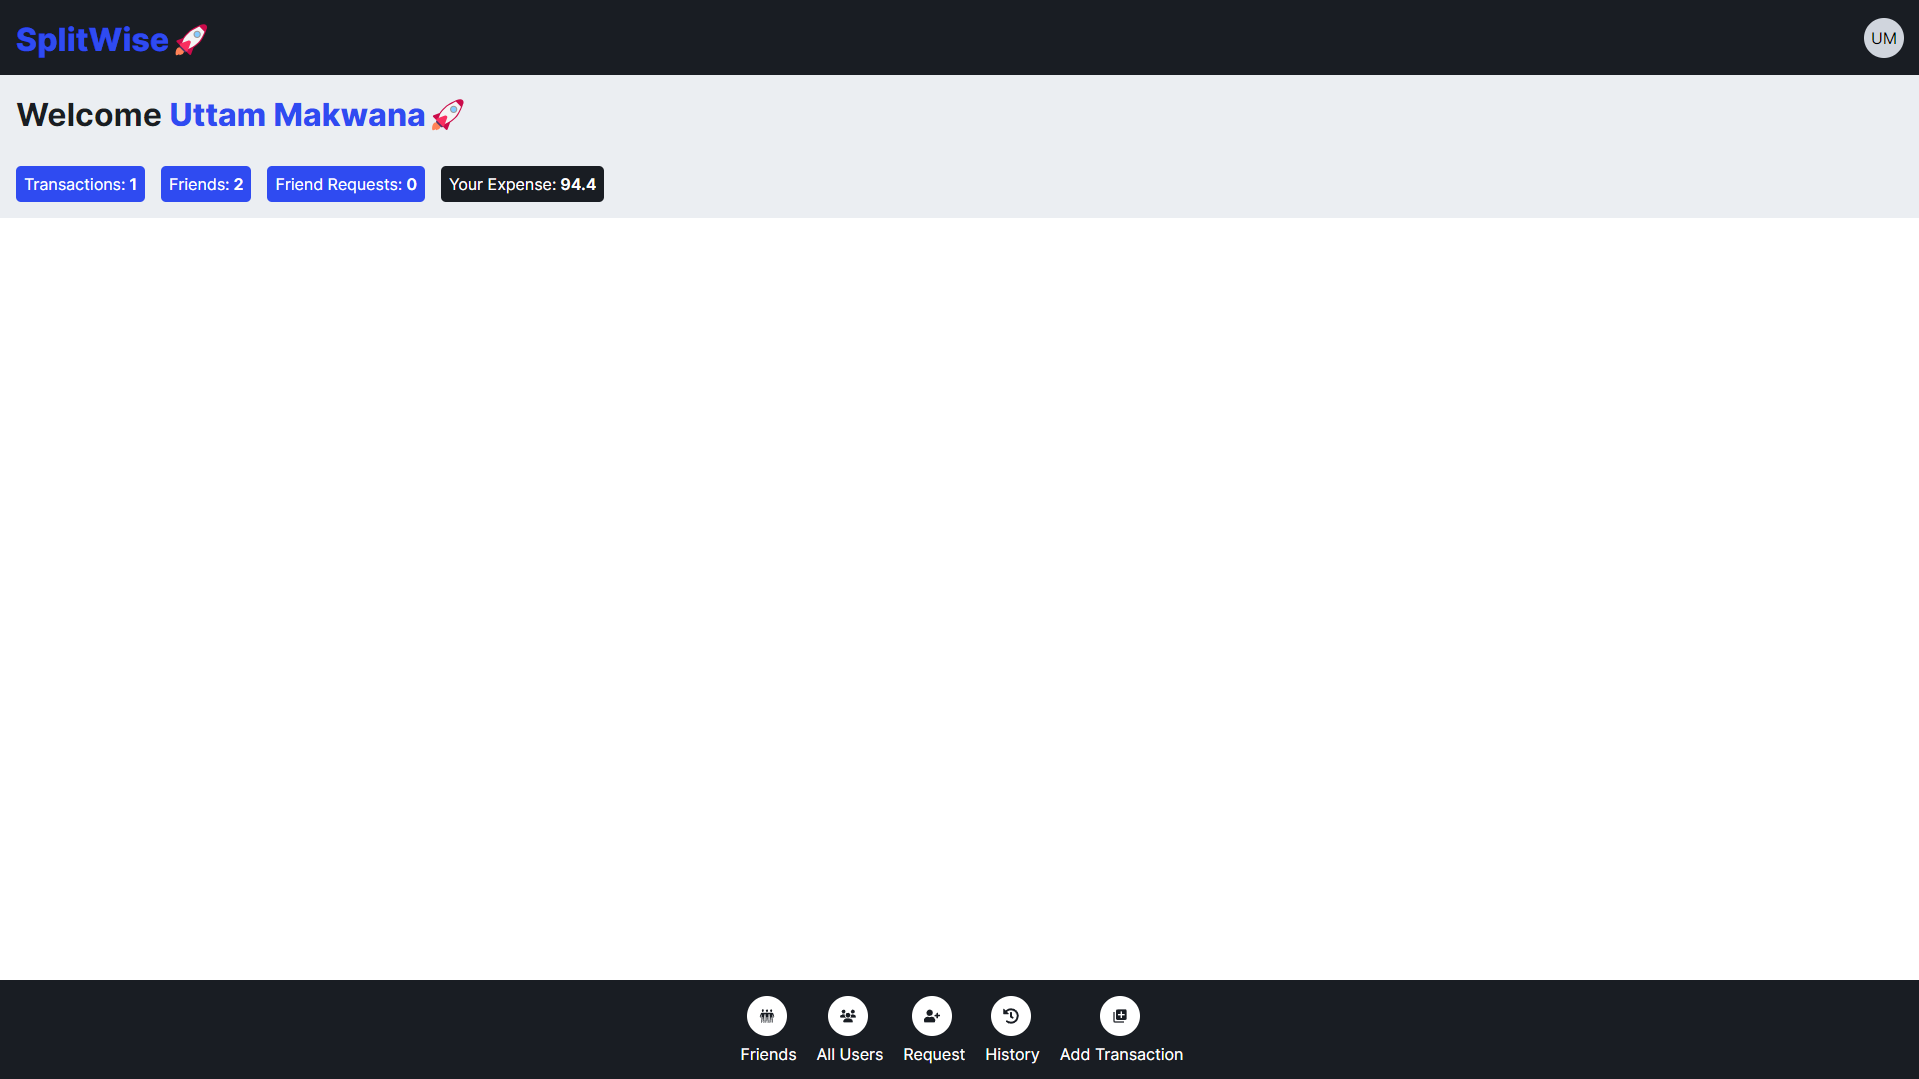 SplitWise🚀
UM
Welcome Uttam Makwana🚀
Transactions: 1 Friends: 2 Friend Requests: 0 Your Expense: 94.4
Friends All Users Request History Add Transaction